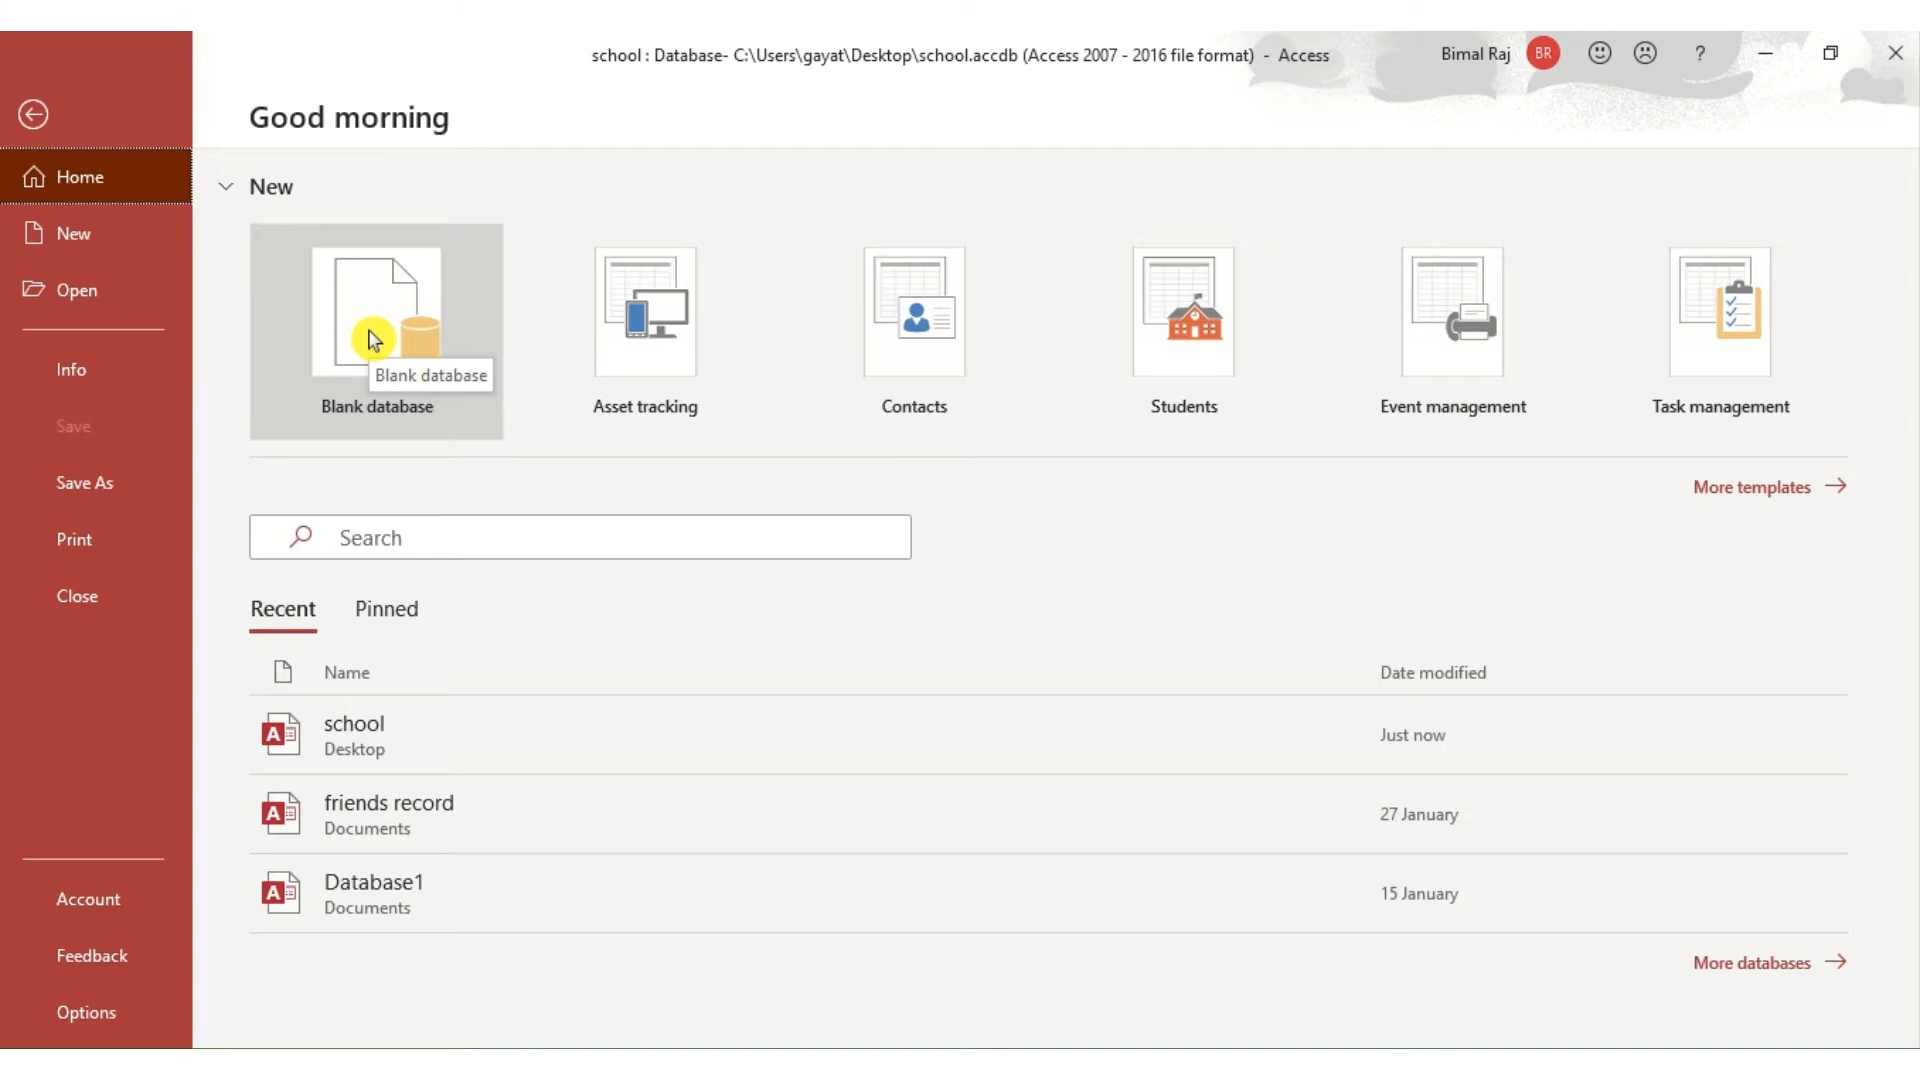 school : Database- C:\Users\gayat\Desktop\school.accdb (Access 2007 - 2016 file format) - Access
Bimal Raj
BR
?
Good morning
Home
New
Open
Info
Save
Save As
Print
Close
Account
Feedback
Options
New
Blank database
Blank database
Asset tracking
Contacts
Students
Event management
Task management
More templates
Search
Recent
Pinned
Name
Date modified
A
school
Desktop
Just now
A
friends record
Documents
27 January
A
Database1
Documents
15 January
More databases